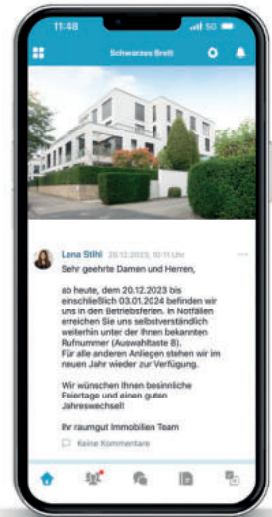 11:48
5G
Schwarzes Brett
Lena Stihl 20.12.2023, 10:11 Uhr
Sehr geehrte Damen und Herren,
ab heute, dem 20.12.2023 bis
einschließlich 03.01.2024 befinden wir
uns in den Betriebsferien. In Notfällen
erreichen Sie uns selbstverständlich
weiterhin unter der Ihnen bekannten
Rufnummer (Auswahltaste 8).
Für alle anderen Anliegen stehen wir im
neuen Jahr wieder zur Verfügung.
Wir wünschen Ihnen besinnliche
Feiertage und einen guten
Jahreswechsel!
Ihr raumgut Immobilien Team
Keine Kommentare